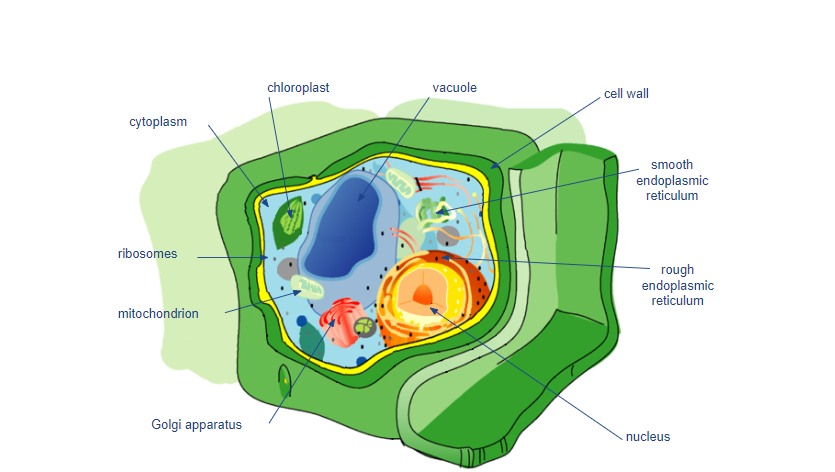 chloroplast
vacuole
cell wall
cytoplasm
smooth
endoplasmic
reticulum
ribosomes
rough
endoplasmic
reticulum
mitochondrion
Golgi apparatus
nucleus